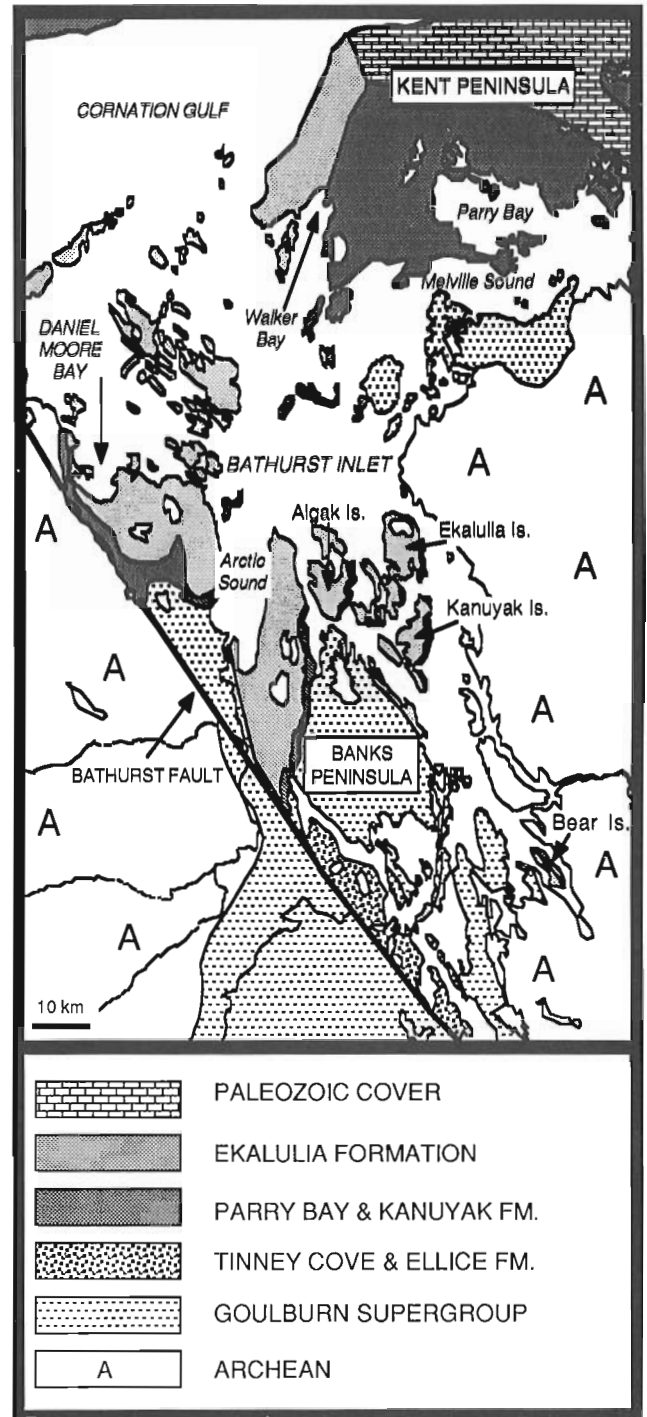 KENT PENINSULA
CORNATION GULF
Parry Bay
Melville Sound
Walker
Bay
DANIEL
MOORE
BAY
A
A
BATHURST INLET
Algak Is.
Ekalulla Is.
A
Arctic
Sound
A
Kanuyak Is.
A
A
BANKS
PENINSULA
BATHURST FAULT
A
Bear Is.
A
A
A
10 km
PALEOZOIC COVER
EKALULIA FORMATION
PARRY BAY & KANUYAK FM.
TINNEY COVE & ELLICE FM.
GOULBURN SUPERGROUP
A ARCHEAN